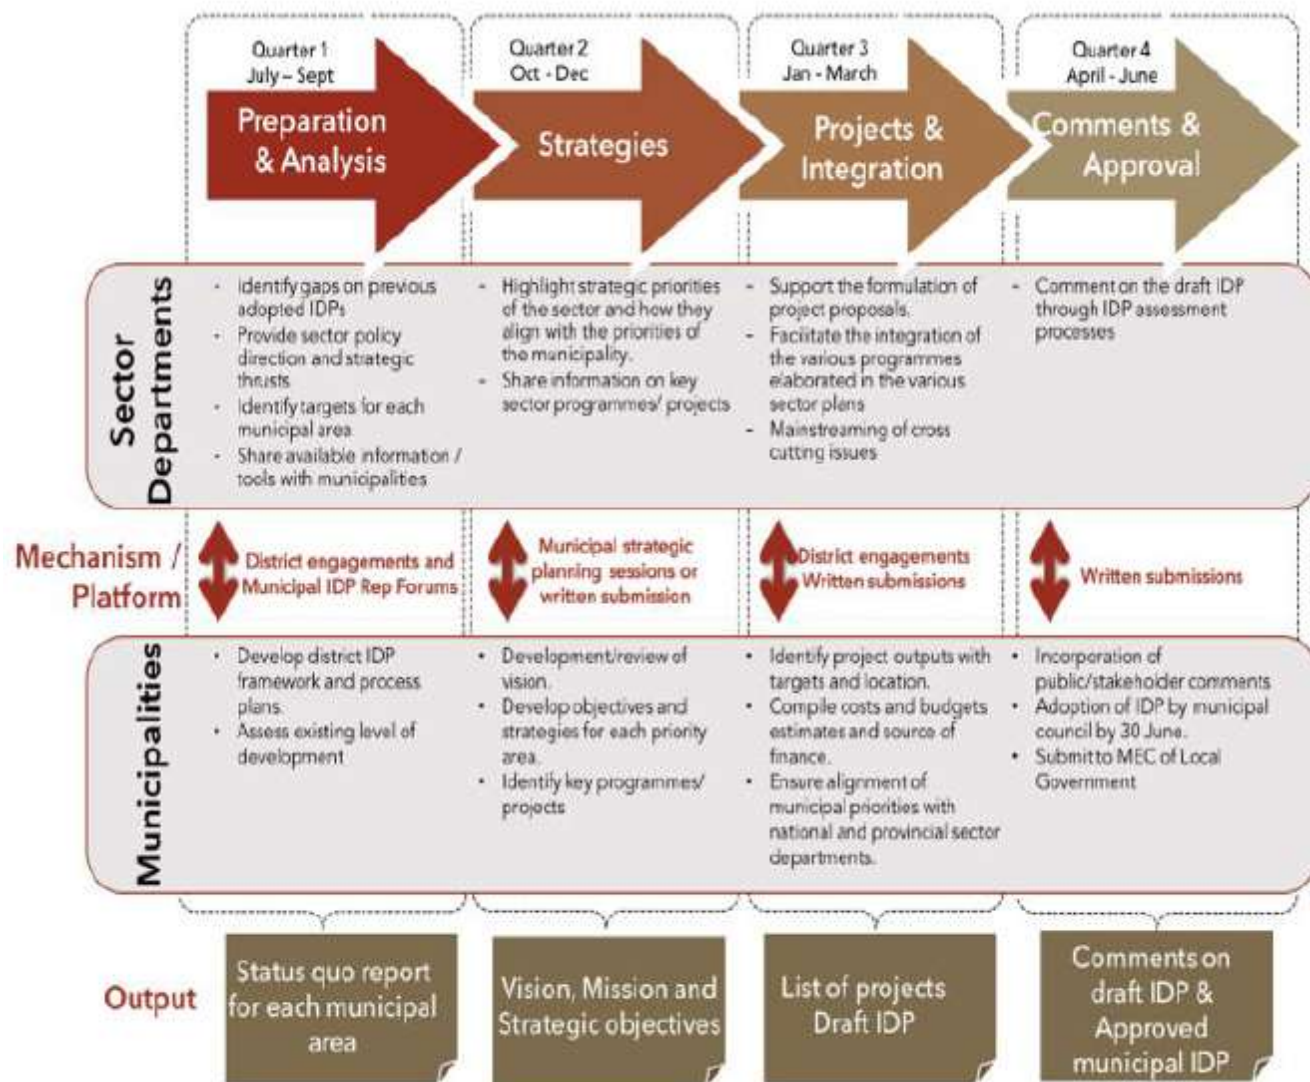 Quarter 1
July – Sept
Preparation
& Analysis
Quarter 2
Oct - Dec
Strategies
Quarter 3
Jan - March
Projects &
Integration
Quarter 4
April - June
Comments &
Approval
Sector
Departments
- Identify gaps on previous
adopted IDPs
- Provide sector policy
direction and strategic
thrusts
- Identify targets for each
municipal area
- Share available information /
tools with municipalities
- Highlight strategic priorities
of the sector and how they
align with the priorities of
the municipality.
- Share information on key
sector programmes/ projects
- Support the formulation of
project proposals.
- Facilitate the integration of
the various programmes
elaborated in the various
sector plans
- Mainstreaming of cross
cutting issues
- Comment on the draft IDP
through IDP assessment
processes
Mechanism /
Platform
District engagements and
Municipal IDP Rep Forums
Municipal strategic
planning sessions or
written submission
District engagements
Written submissions
Written submissions
Municipalities
• Develop district IDP
framework and process
plans.
• Assess existing level of
development
• Development/review of
vision.
• Develop objectives and
strategies for each priority
area.
• Identify key programmes/
projects
• Identify project outputs with
targets and location.
• Compile costs and budgets
estimates and source of
finance.
• Ensure alignment of
municipal priorities with
national and provincial sector
departments.
• Incorporation of
public/stakeholder comments
• Adoption of IDP by municipal
council by 30 June.
• Submit to MEC of Local
Government
Output
Status quo report
for each municipal
area
Vision, Mission and
Strategic objectives
List of projects
Draft IDP
Comments on
draft IDP &
Approved
municipal IDP